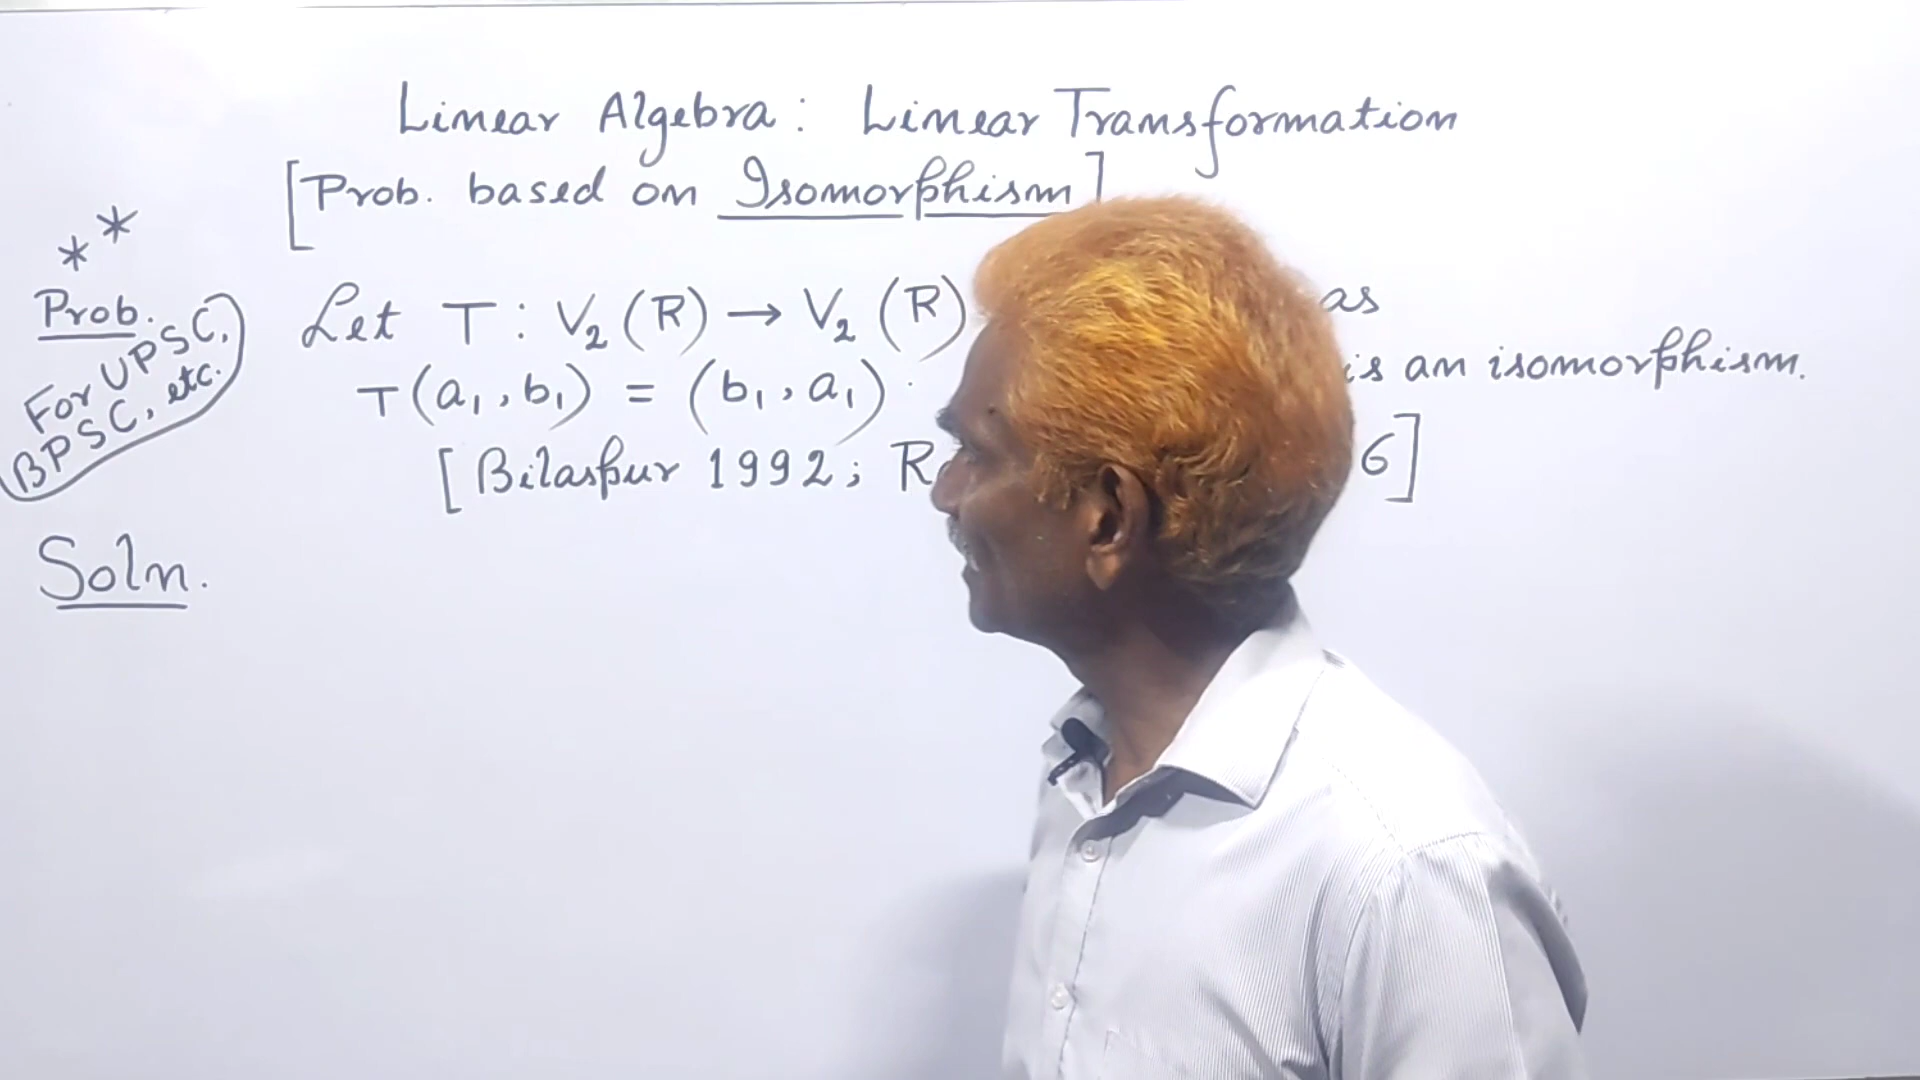 Linear Algebra: Linear Transformation
[Prob. based on Isomorphism]
**
Prob.
For UPSC,
BPSC, etc.
Let T: V₂(R) → V₂(R) as
T(a₁, b₁) = (b₁, a₁). is an isomorphism.
[Bilaspur 1992; 6]
Soln.